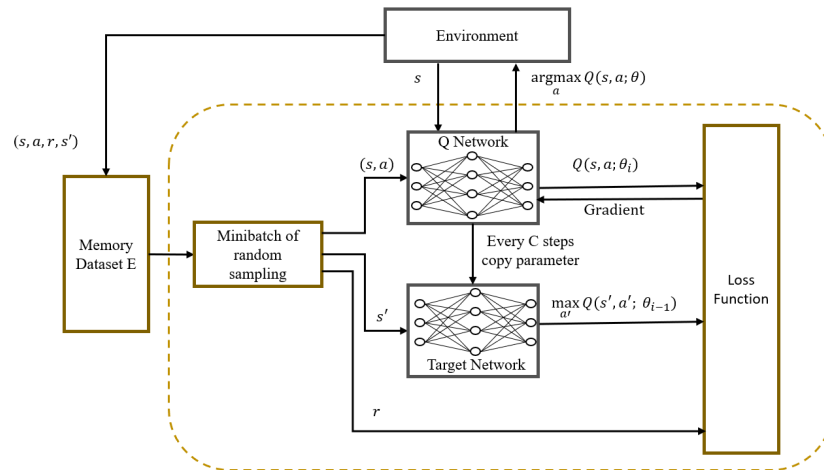 Environment
s
argmax Q(s, a; θ)
a
(s, a, r, s′)
Q Network
(s, a)
Q(s, a; θᵢ)
Gradient
Minibatch of
random
sampling
Memory
Dataset E
Every C steps
copy parameter
Loss
Function
s′
max Q(s′, a′; θᵢ₋₁)
a′
Target Network
r